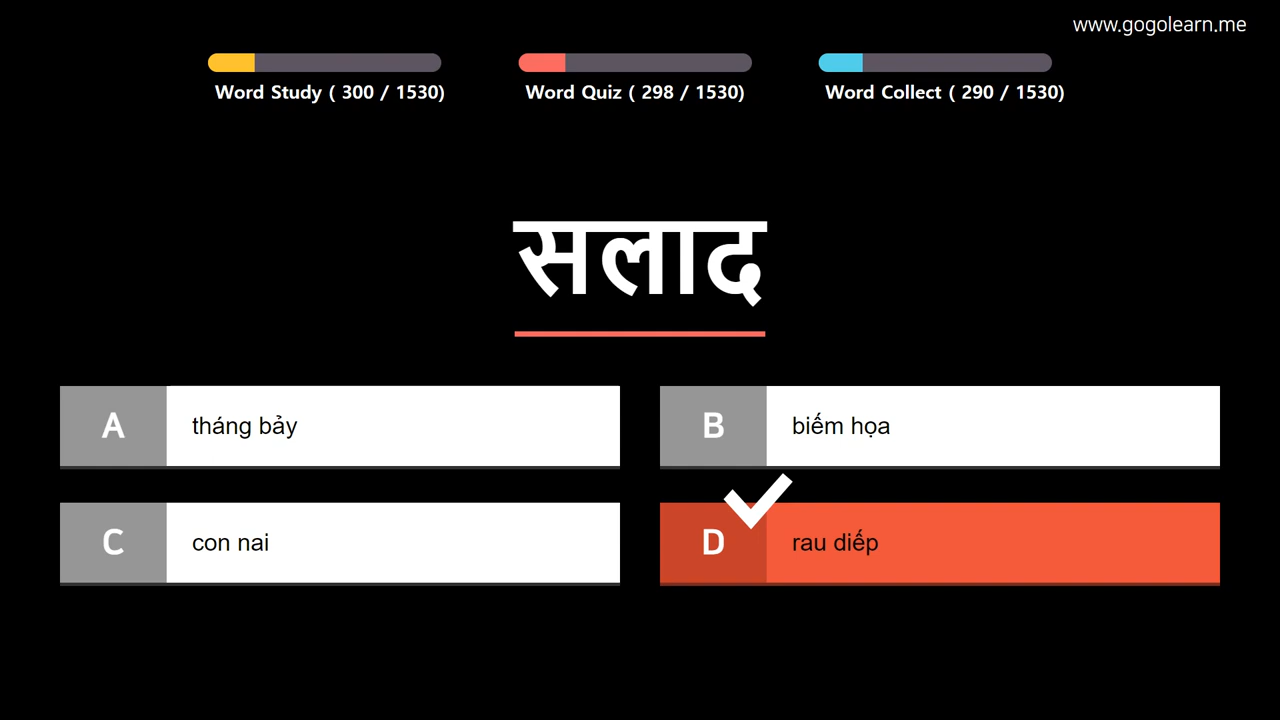 www.gogolearn.me
Word Study ( 300 / 1530)
Word Quiz ( 298 / 1530)
Word Collect ( 290 / 1530)
सलाद
A
tháng bảy
B
biếm họa
C
con nai
D
rau diếp